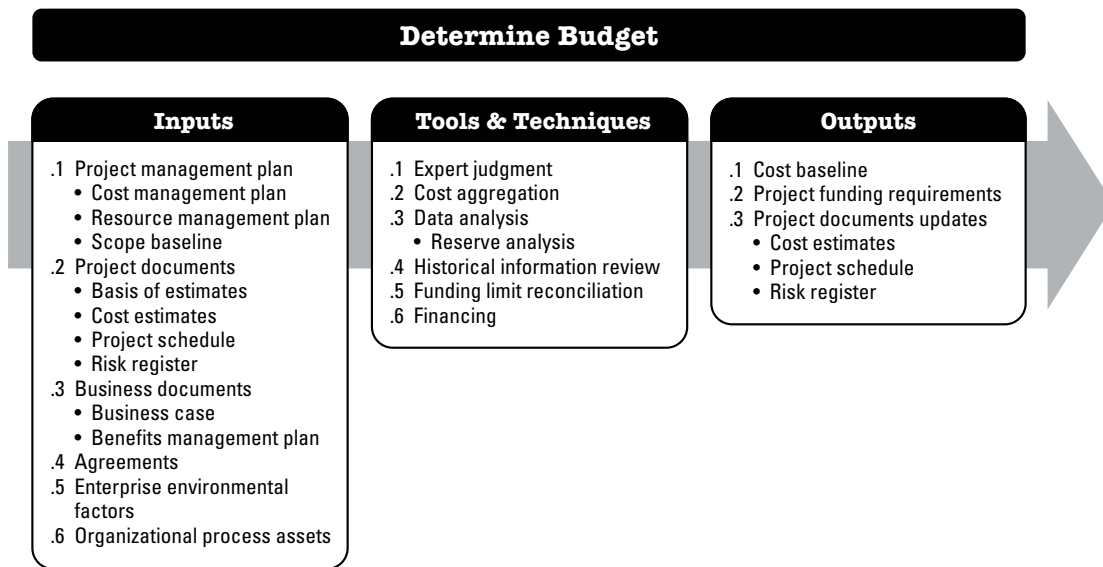 Determine Budget
Inputs
.1 Project management plan
• Cost management plan
• Resource management plan
• Scope baseline
.2 Project documents
• Basis of estimates
• Cost estimates
• Project schedule
• Risk register
.3 Business documents
• Business case
• Benefits management plan
.4 Agreements
.5 Enterprise environmental
factors
.6 Organizational process assets
Tools & Techniques
.1 Expert judgment
.2 Cost aggregation
.3 Data analysis
• Reserve analysis
.4 Historical information review
.5 Funding limit reconciliation
.6 Financing
Outputs
.1 Cost baseline
.2 Project funding requirements
.3 Project documents updates
• Cost estimates
• Project schedule
• Risk register